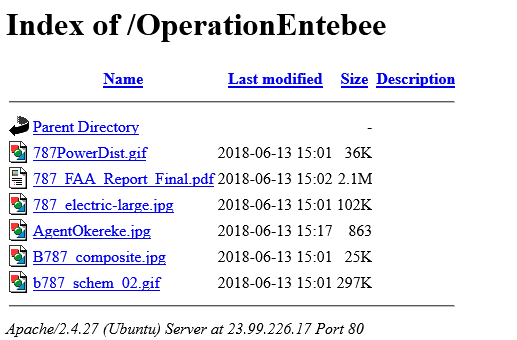 Index of /OperationEntebee
Name Last modified Size Description
Parent Directory -
787PowerDist.gif 2018-06-13 15:01 36K
787_FAA_Report_Final.pdf 2018-06-13 15:02 2.1M
787_electric-large.jpg 2018-06-13 15:01 102K
AgentOkereke.jpg 2018-06-13 15:17 863
B787_composite.jpg 2018-06-13 15:01 25K
b787_schem_02.gif 2018-06-13 15:01 297K
Apache/2.4.27 (Ubuntu) Server at 23.99.226.17 Port 80